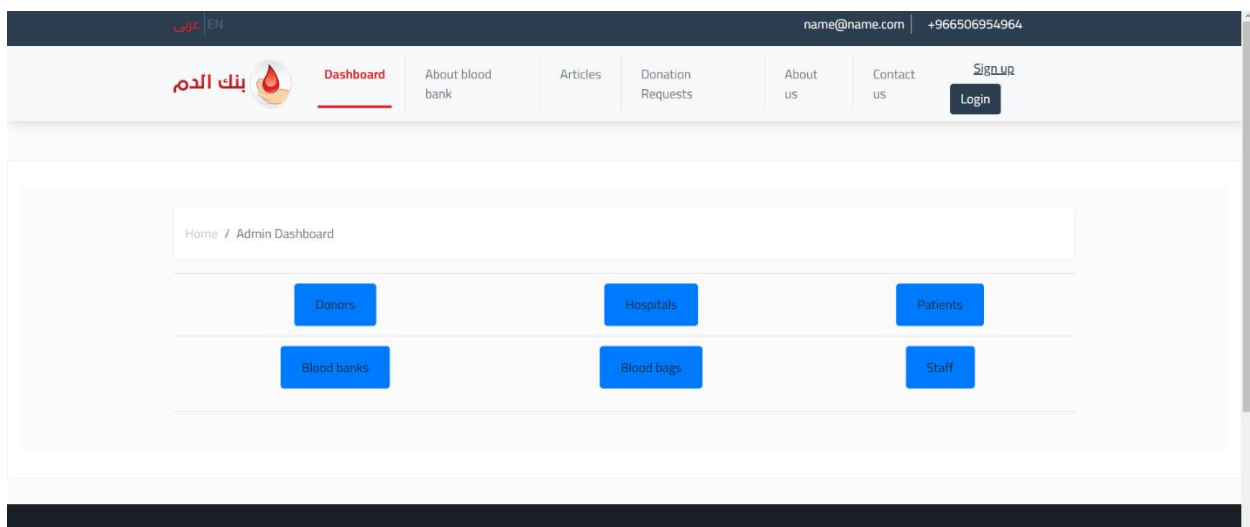 عربى EN
name@name.com +966506954964
بنك الدم
Dashboard
About blood
bank
Articles
Donation
Requests
About
us
Contact
us
Sign up
Login
Home / Admin Dashboard
Donors Hospitals Patients
Blood banks Blood bags Staff